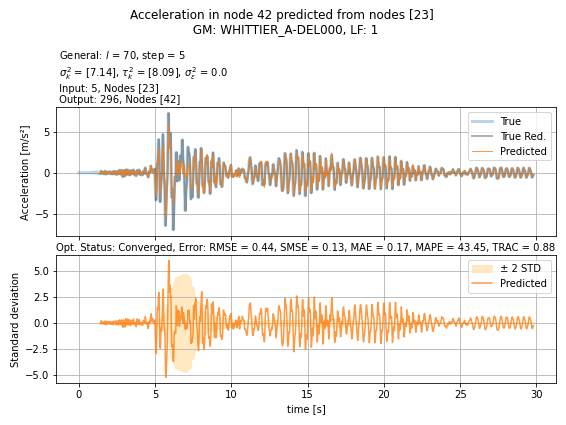 Acceleration in node 42 predicted from nodes [23]
GM: WHITTIER_A-DEL000, LF: 1
General: l = 70, step = 5
σ²ₖ = [7.14], τ²ₖ = [8.09], σ²ε = 0.0
Input: 5, Nodes [23]
Output: 296, Nodes [42]
Acceleration [m/s²]
5
0
−5
True
True Red.
Predicted
Opt. Status: Converged, Error: RMSE = 0.44, SMSE = 0.13, MAE = 0.17, MAPE = 43.45, TRAC = 0.88
Standard deviation
5.0
2.5
0.0
−2.5
−5.0
± 2 STD
Predicted
0 5 10 15 20 25 30
time [s]